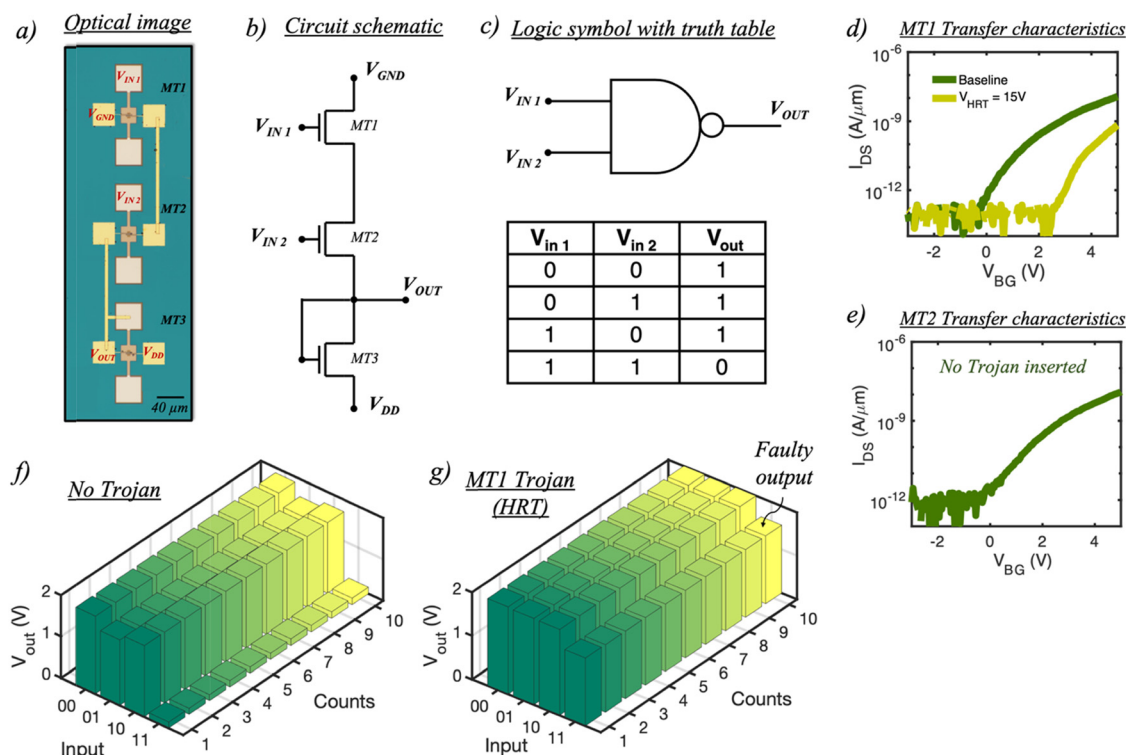 a) Optical image
V_IN 1
MT1
V_GND
V_IN 2
MT2
MT3
V_OUT
V_DD
40 µm
b) Circuit schematic
V_GND
V_IN 1
MT1
V_IN 2
MT2
V_OUT
MT3
V_DD
c) Logic symbol with truth table
V_IN 1
V_OUT
V_IN 2
V_in 1 V_in 2 V_out
0 0 1
0 1 1
1 0 1
1 1 0
d) MT1 Transfer characteristics
10^-6
Baseline
V_HRT = 15V
10^-9
10^-12
I_DS (A/µm)
-2 0 2 4
V_BG (V)
e) MT2 Transfer characteristics
10^-6
No Trojan inserted
10^-9
10^-12
I_DS (A/µm)
-2 0 2 4
V_BG (V)
f) No Trojan
2
1
0
V_out (V)
00
01
10
11
Input
1
2
3
4
5
6
7
8
9
10
Counts
g) MT1 Trojan
(HRT)
Faulty
output
2
1
0
V_out (V)
00
01
10
11
Input
1
2
3
4
5
6
7
8
9
10
Counts